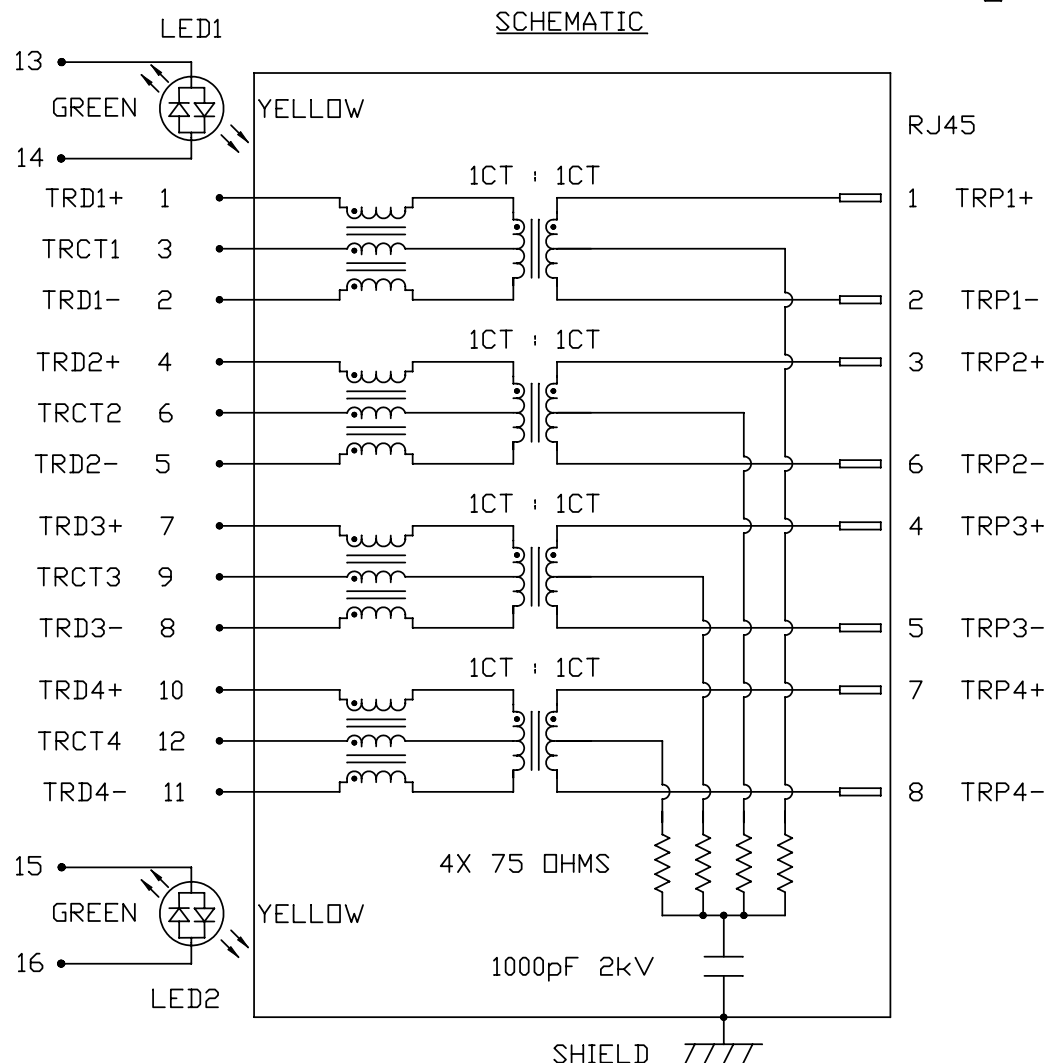 SCHEMATIC
LED1
13
GREEN YELLOW
14
RJ45
1CT : 1CT
TRD1+ 1 1 TRP1+
TRCT1 3
TRD1- 2 2 TRP1-
1CT : 1CT
TRD2+ 4 3 TRP2+
TRCT2 6
TRD2- 5 6 TRP2-
1CT : 1CT
TRD3+ 7 4 TRP3+
TRCT3 9
TRD3- 8 5 TRP3-
1CT : 1CT
TRD4+ 10 7 TRP4+
TRCT4 12
TRD4- 11 8 TRP4-
4X 75 OHMS
15
GREEN YELLOW
16
1000pF 2kV
LED2
SHIELD